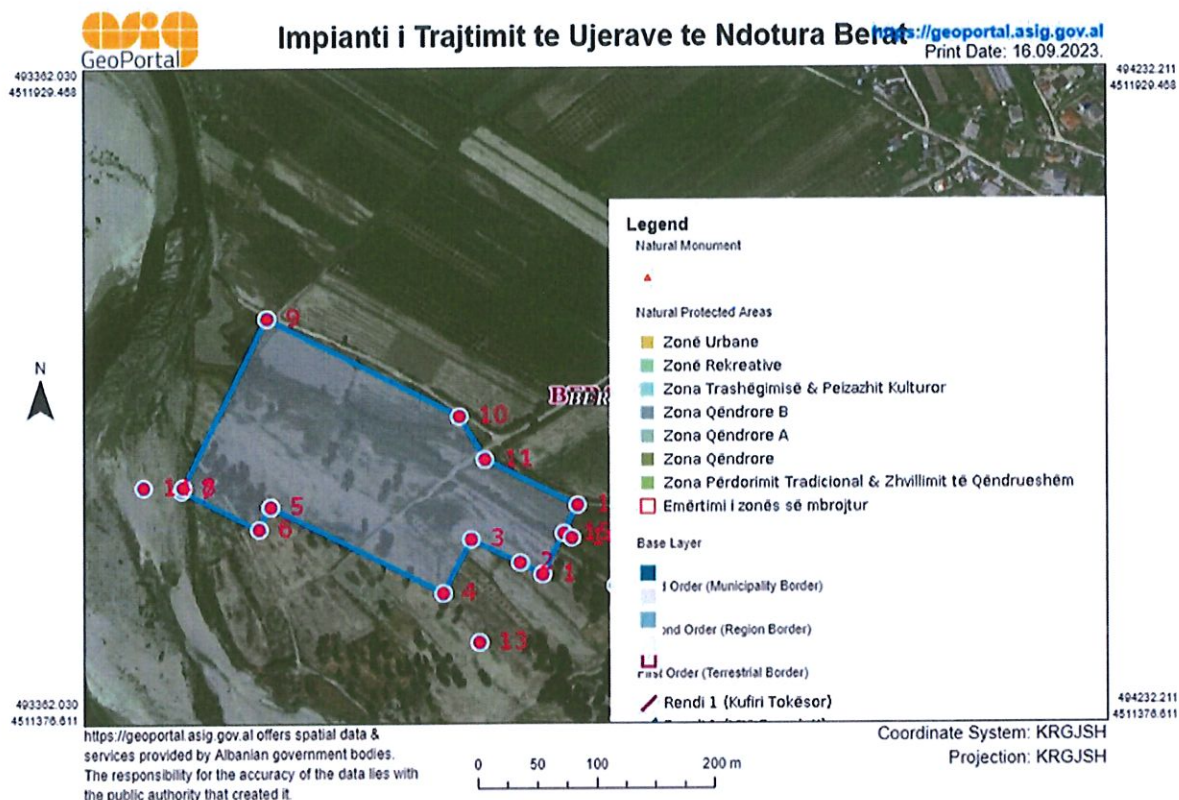 asig
GeoPortal
Impianti i Trajtimit te Ujerave te Ndotura Berat
https://geoportal.asig.gov.al
Print Date: 16.09.2023.
493362.030
4511929.468
494232.211
4511929.468
N
9
10
11
5
6
3
2
1
4
13
Legend
Natural Monument
Natural Protected Areas
Zonë Urbane
Zonë Rekreative
Zona Trashëgimisë & Peizazhit Kulturor
Zona Qëndrore B
Zona Qëndrore A
Zona Qëndrore
Zona Përdorimit Tradicional & Zhvillimit të Qëndrueshëm
Emërtimi i zonës së mbrojtur
Base Layer
Order (Municipality Border)
Order (Region Border)
Order (Terrestrial Border)
Rendi 1 (Kufiri Tokësor)
493362.030
4511376.611
494232.211
4511376.611
https://geoportal.asig.gov.al offers spatial data &
services provided by Albanian government bodies.
The responsibility for the accuracy of the data lies with
the public authority that created it.
0 50 100 200 m
Coordinate System: KRGJSH
Projection: KRGJSH